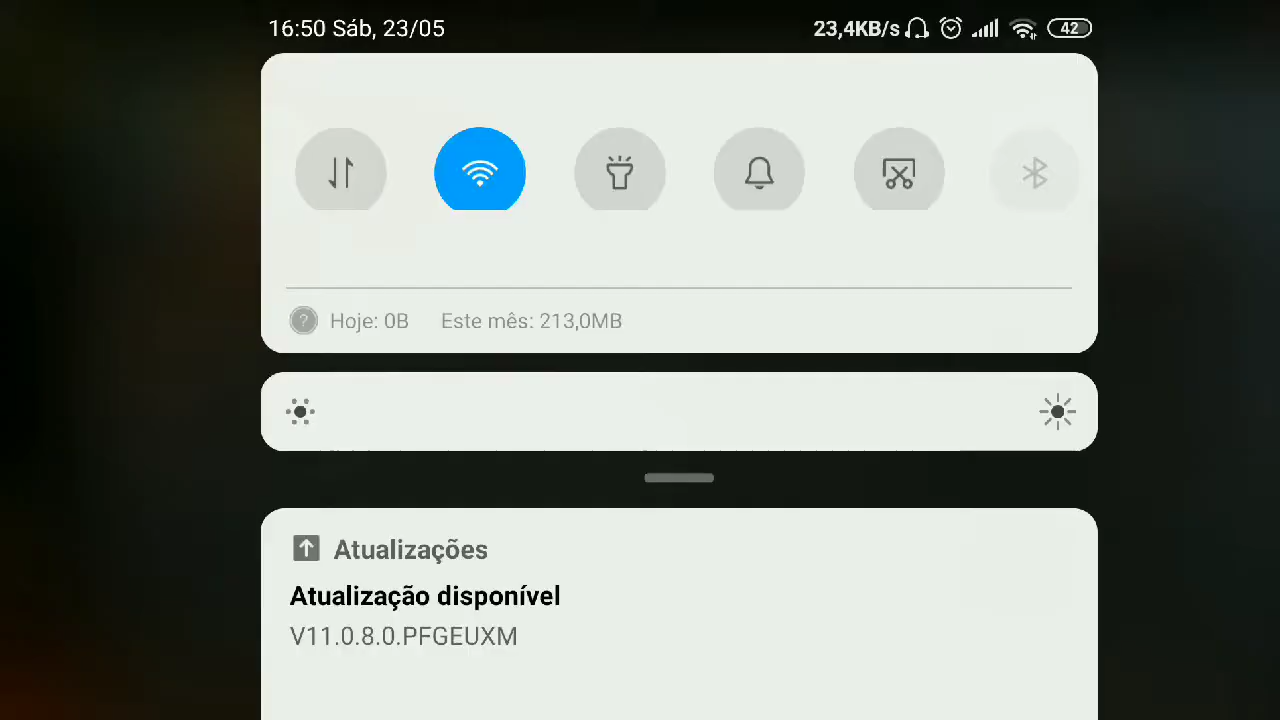 16:50 Sáb, 23/05
23,4KB/s 42
Hoje: 0B Este mês: 213,0MB
Atualizações
Atualização disponível
V11.0.8.0.PFGEUXM